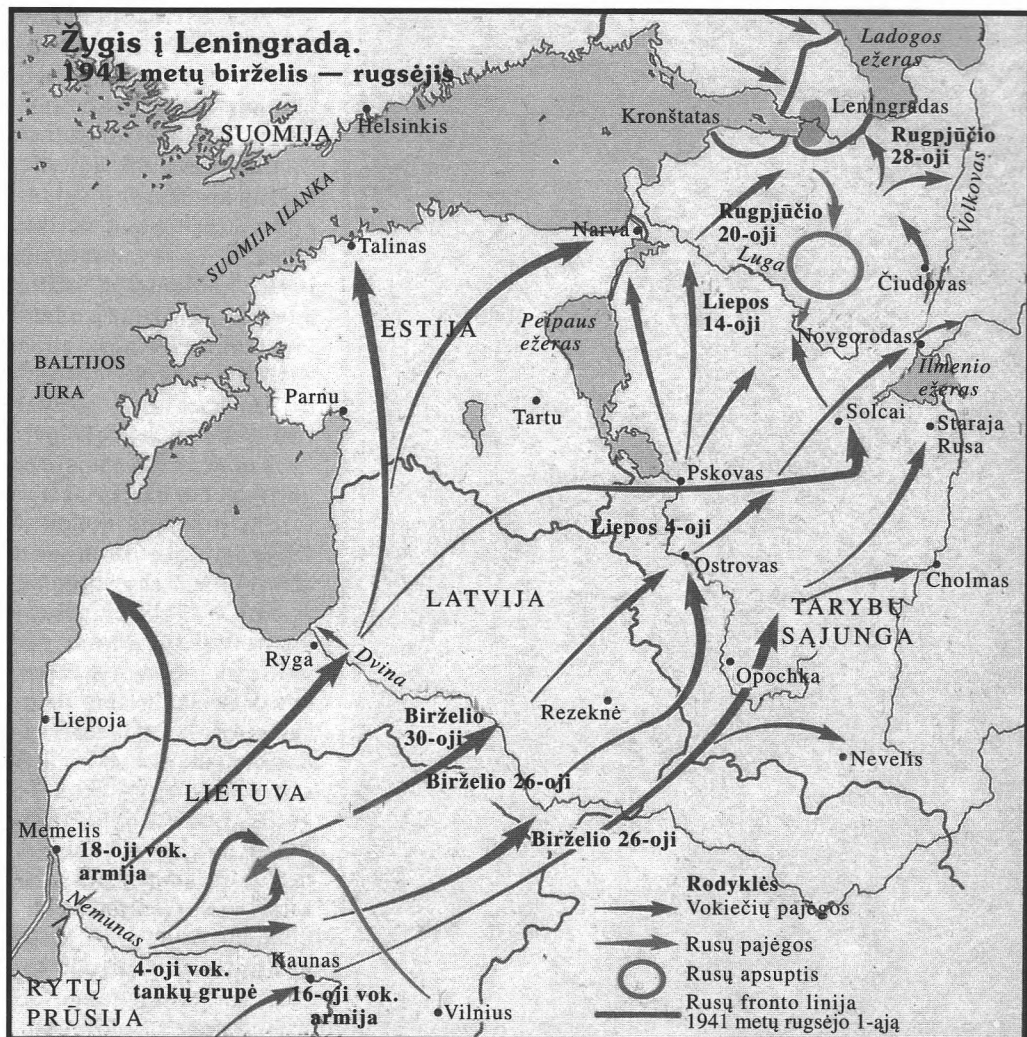 Žygis į Leningradą.
1941 metų birželis — rugsėjis
Ladogos
ežeras
SUOMIJA
Helsinkis
Kronštatas
Leningradas
Rugpjūčio
28-oji
Volkovas
SUOMIJA ILANKA
Talinas
Narva
Rugpjūčio
20-oji
Luga
Čiudovas
ESTIJA
Peipaus
ežeras
Liepos
14-oji
Novgorodas
Ilmenio
ežeras
BALTIJOS
JŪRA
Parnu
Tartu
Solcai
Staraja
Rusa
Pskovas
Liepos 4-oji
Ostrovas
Cholmas
LATVIJA
TARYBŲ
SĄJUNGA
Ryga
Dvina
Opochka
Liepoja
Birželio
30-oji
Rezeknė
Nevelis
Birželio 26-oji
LIETUVA
Birželio 26-oji
Memelis
18-oji vok.
armija
Nemunas
4-oji vok.
tankų grupė
Kaunas
16-oji vok.
armija
Vilnius
RYTŲ
PRŪSIJA
Rodyklės
Vokiečių pajėgos
Rusų pajėgos
Rusų apsuptis
Rusų fronto linija
1941 metų rugsėjo 1-ąją